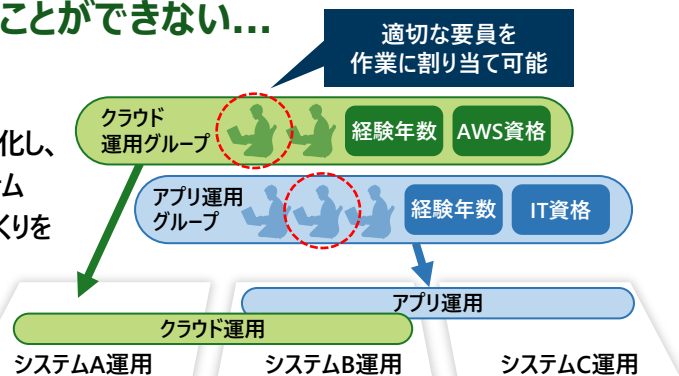 ことができない...
適切な要員を
作業に割り当て可能
化し、
ム
くりを
クラウド
運用グループ
経験年数
AWS資格
アプリ運用
グループ
経験年数
IT資格
アプリ運用
クラウド運用
システムA運用
システムB運用
システムC運用